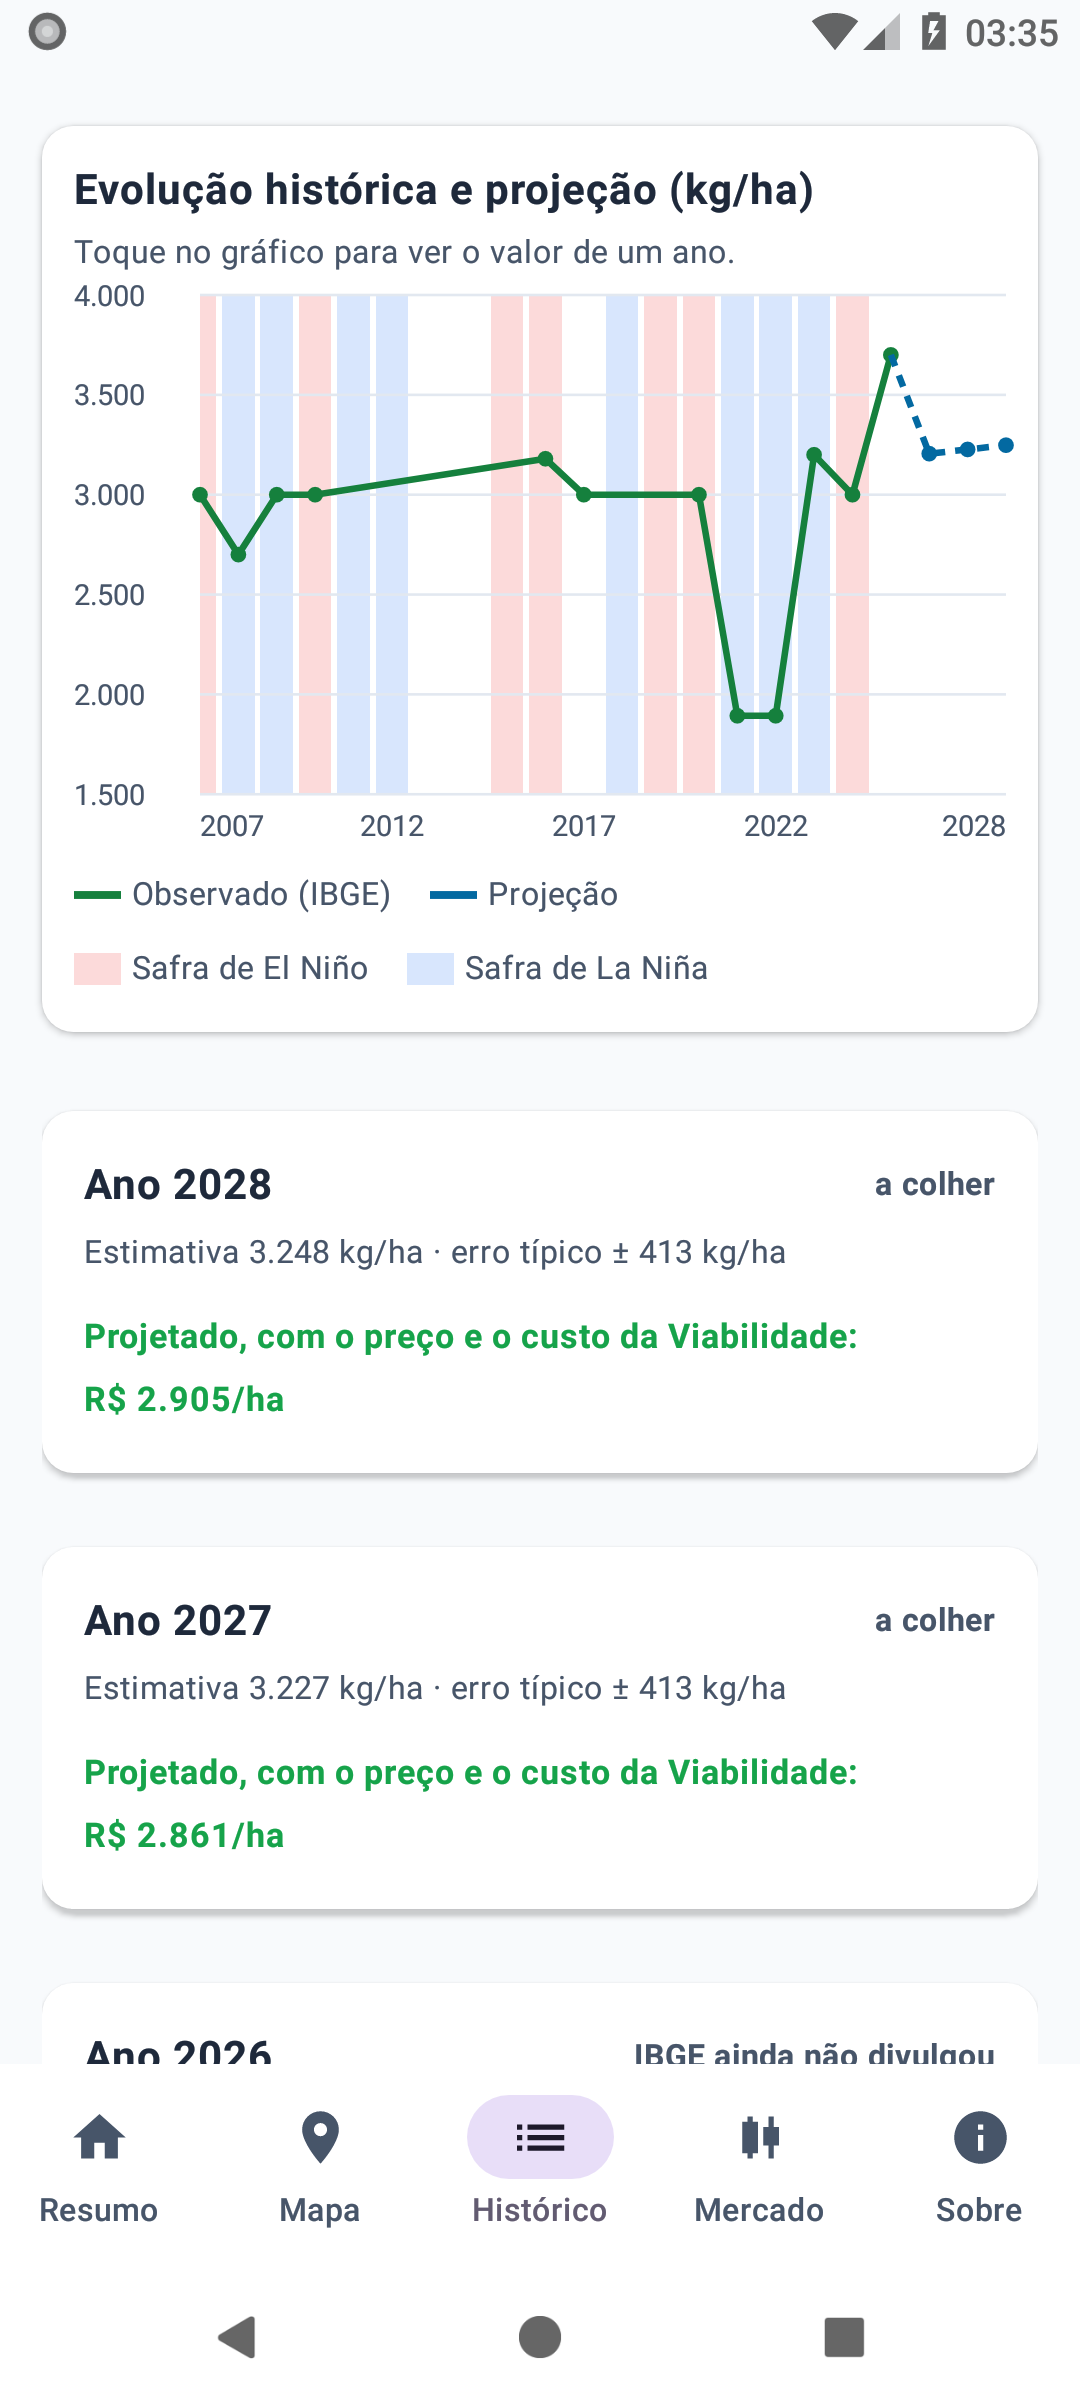 03:35
Evolução histórica e projeção (kg/ha)
Toque no gráfico para ver o valor de um ano.
4.000
3.500
3.000
2.500
2.000
1.500
2007 2012 2017 2022 2028
Observado (IBGE) Projeção
Safra de El Niño Safra de La Niña
Ano 2028 a colher
Estimativa 3.248 kg/ha · erro típico ± 413 kg/ha
Projetado, com o preço e o custo da Viabilidade:
R$ 2.905/ha
Ano 2027 a colher
Estimativa 3.227 kg/ha · erro típico ± 413 kg/ha
Projetado, com o preço e o custo da Viabilidade:
R$ 2.861/ha
Ano 2026 IBGE ainda não divulgou
Resumo Mapa Histórico Mercado Sobre